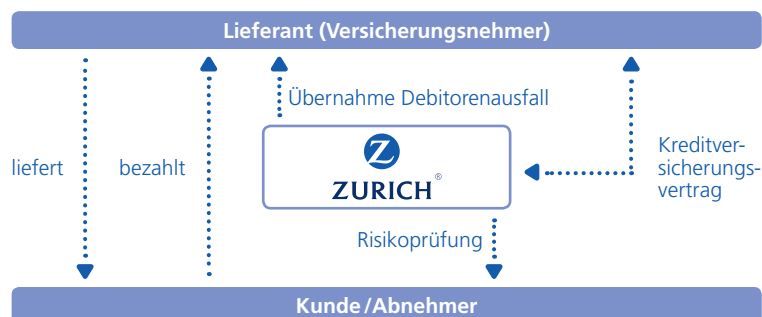 Lieferant (Versicherungsnehmer)
Übernahme Debitorenausfall
liefert
bezahlt
ZURICH®
Kreditver-
sicherungs-
vertrag
Risikoprüfung
Kunde/Abnehmer